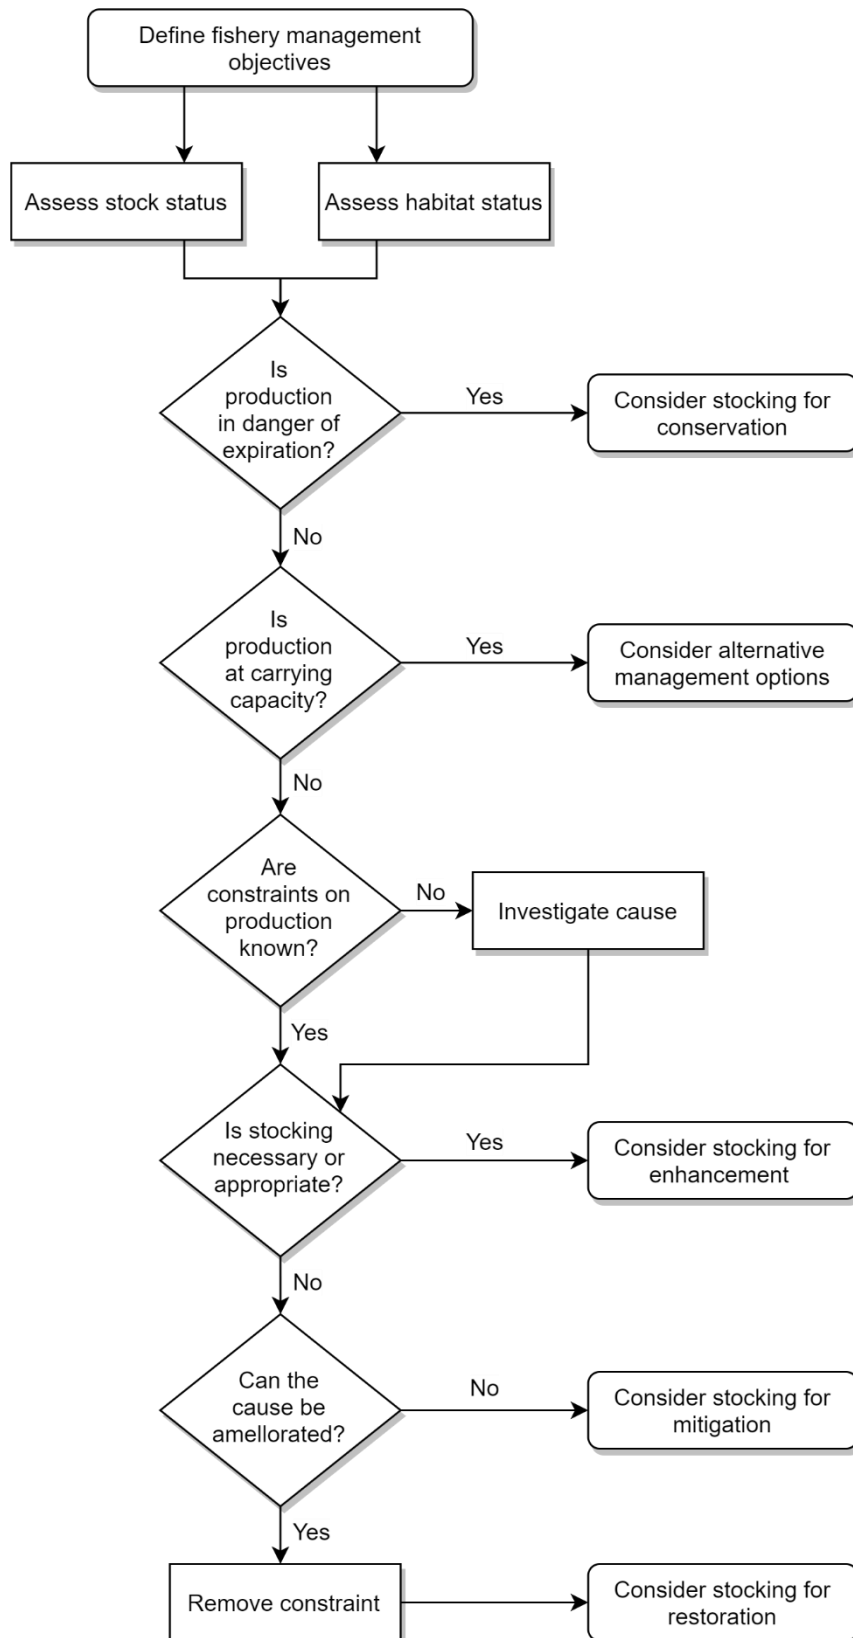 Define fishery management
objectives
Assess stock status
Assess habitat status
Is
production
in danger of
expiration?
Yes
Consider stocking for
conservation
No
Is
production
at carrying
capacity?
Yes
Consider alternative
management options
No
Are
constraints on
production
known?
No
Investigate cause
Yes
Is stocking
necessary or
appropriate?
Yes
Consider stocking for
enhancement
No
Can the
cause be
amellorated?
No
Consider stocking for
mitigation
Yes
Remove constraint
Consider stocking for
restoration